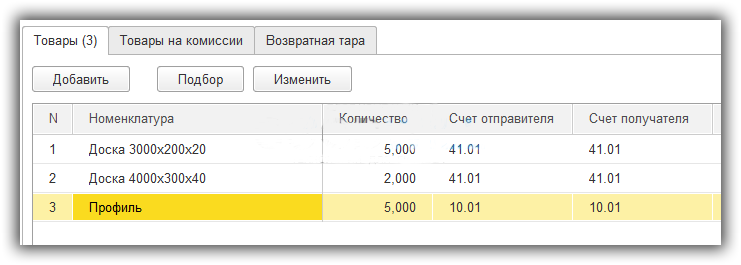 Товары (3) Товары на комиссии Возвратная тара
Добавить Подбор Изменить
N Номенклатура Количество Счет отправителя Счет получателя
1 Доска 3000х200х20 5,000 41.01 41.01
2 Доска 4000х300х40 2,000 41.01 41.01
3 Профиль 5,000 10.01 10.01